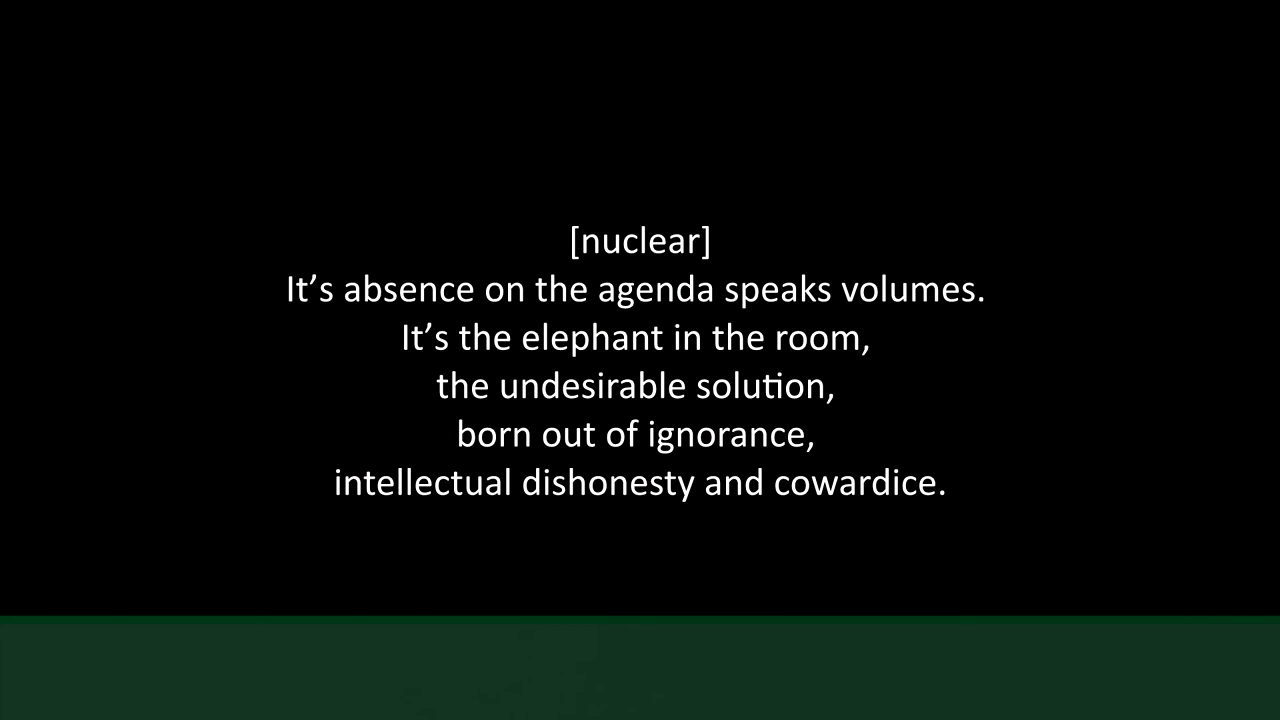 [nuclear]
It’s absence on the agenda speaks volumes.
It’s the elephant in the room,
the undesirable solution,
born out of ignorance,
intellectual dishonesty and cowardice.